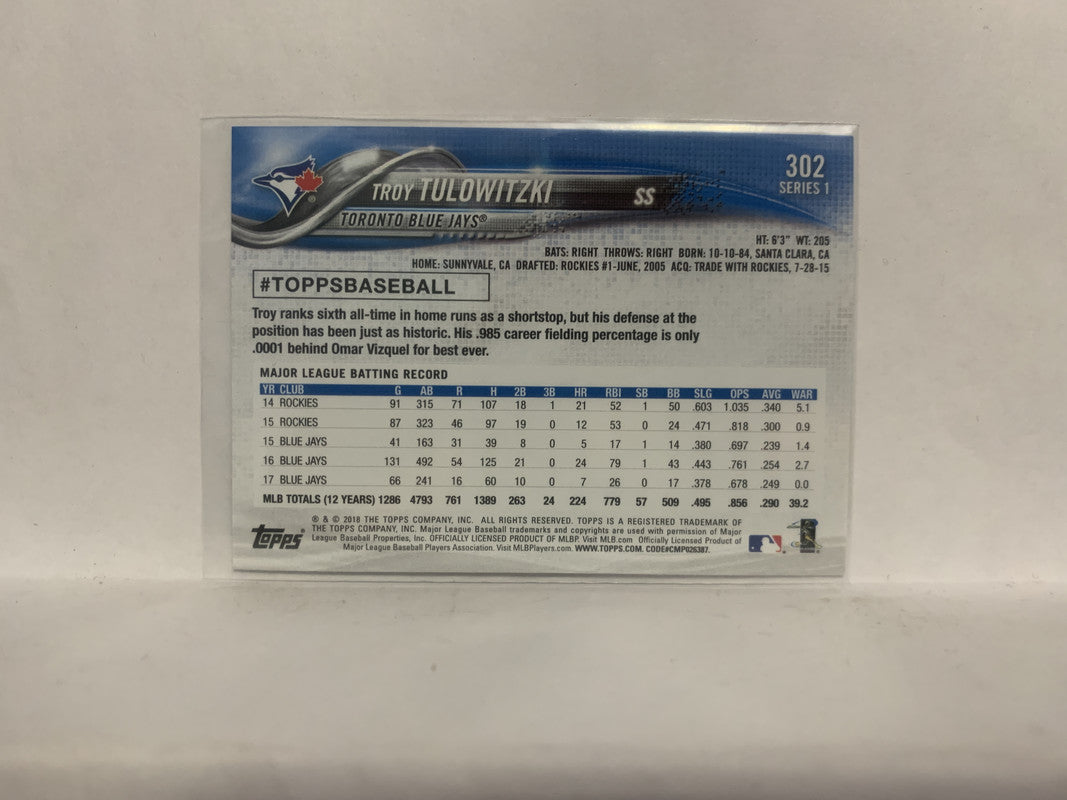 302
SERIES 1
TROY TULOWITZKI SS
TORONTO BLUE JAYS®
HT: 6'3" WT: 205
BATS: RIGHT THROWS: RIGHT BORN: 10-10-84, SANTA CLARA, CA
HOME: SUNNYVALE, CA DRAFTED: ROCKIES #1-JUNE, 2005 ACQ: TRADE WITH ROCKIES, 7-28-15
#TOPPSBASEBALL
Troy ranks sixth all-time in home runs as a shortstop, but his defense at the
position has been just as historic. His .985 career fielding percentage is only
.0001 behind Omar Vizquel for best ever.
MAJOR LEAGUE BATTING RECORD
YR CLUB G AB R H 2B 3B HR RBI SB BB SLG OPS AVG WAR
14 ROCKIES 91 315 71 107 18 1 21 52 1 50 .603 1.035 .340 5.1
15 ROCKIES 87 323 46 97 19 0 12 53 0 24 .471 .818 .300 0.9
15 BLUE JAYS 41 163 31 39 8 0 5 17 1 14 .380 .697 .239 1.4
16 BLUE JAYS 131 492 54 125 21 0 24 79 1 43 .443 .761 .254 2.7
17 BLUE JAYS 66 241 16 60 10 0 7 26 0 17 .378 .678 .249 0.0
MLB TOTALS (12 YEARS) 1286 4793 761 1389 263 24 224 779 57 509 .495 .856 .290 39.2
® & © 2018 THE TOPPS COMPANY, INC. ALL RIGHTS RESERVED. TOPPS IS A REGISTERED TRADEMARK OF
THE TOPPS COMPANY, INC. Major League Baseball trademarks and copyrights are used with permission of Major
League Baseball Properties, Inc. OFFICIALLY LICENSED PRODUCT OF MLBP. Visit MLB.com Officially Licensed Product of
Major League Baseball Players Association. Visit MLBPlayers.com. WWW.TOPPS.COM. CODE#CMP026387.
Topps